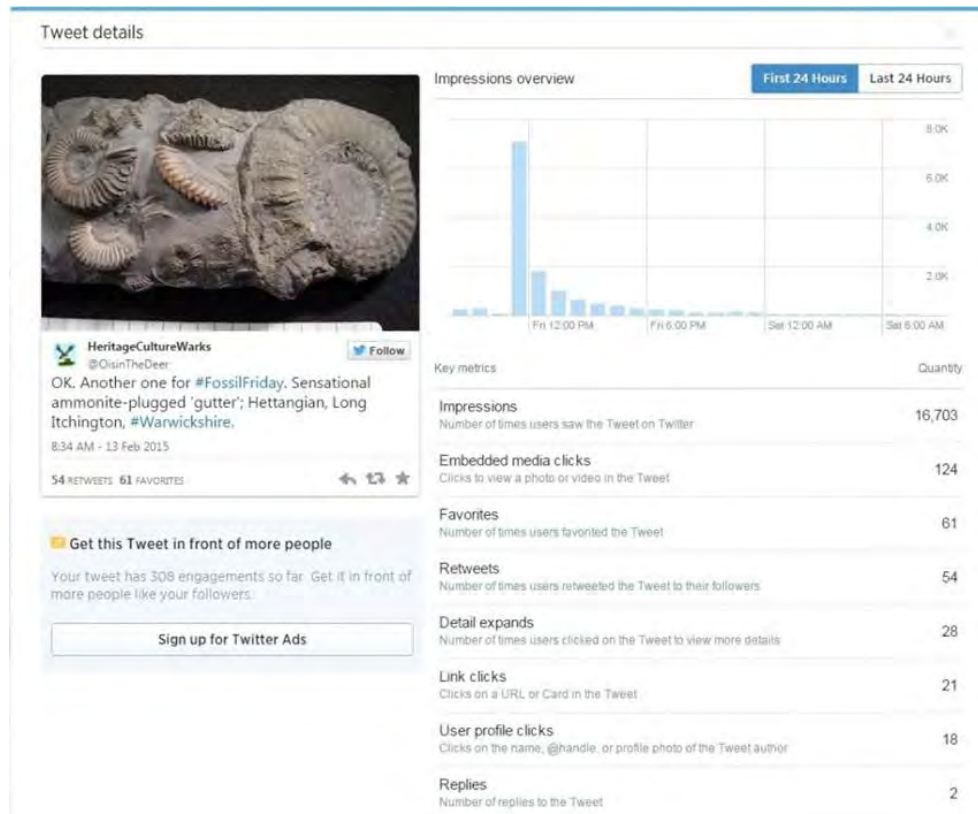 Tweet details
Impressions overview
First 24 Hours
Last 24 Hours
8.0K
6.0K
4.0K
2.0K
Fri 12:00 PM
Fri 6:00 PM
Sat 12:00 AM
Sat 6:00 AM
HeritageCultureWarks
@OisinTheDeer
Follow
OK. Another one for #FossilFriday. Sensational
ammonite-plugged 'gutter'; Hettangian, Long
Itchington, #Warwickshire.
8:34 AM - 13 Feb 2015
54 RETWEETS 61 FAVORITES
Get this Tweet in front of more people
Your tweet has 308 engagements so far. Get it in front of
more people like your followers.
Sign up for Twitter Ads
Key metrics
Quantity
Impressions
Number of times users saw the Tweet on Twitter
16,703
Embedded media clicks
Clicks to view a photo or video in the Tweet
124
Favorites
Number of times users favorited the Tweet
61
Retweets
Number of times users retweeted the Tweet to their followers
54
Detail expands
Number of times users clicked on the Tweet to view more details
28
Link clicks
Clicks on a URL or Card in the Tweet
21
User profile clicks
Clicks on the name, @handle, or profile photo of the Tweet author
18
Replies
Number of replies to the Tweet
2